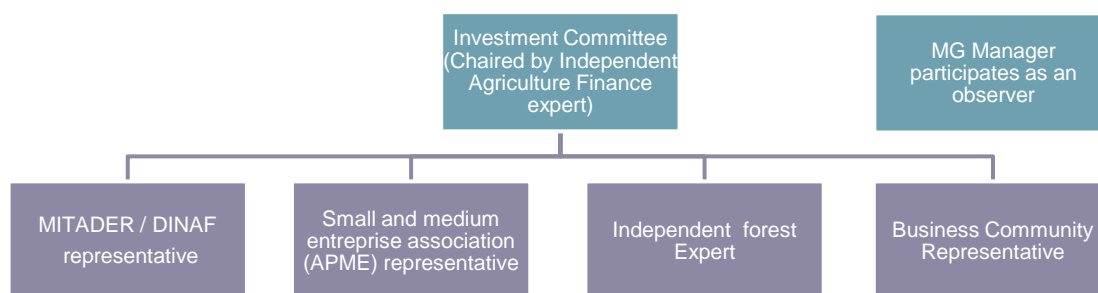 Investment Committee
(Chaired by Independent
Agriculture Finance
expert)
MG Manager
participates as an
observer
MITADER / DINAF
representative
Small and medium
entreprise association
(APME) representative
Independent forest
Expert
Business Community
Representative